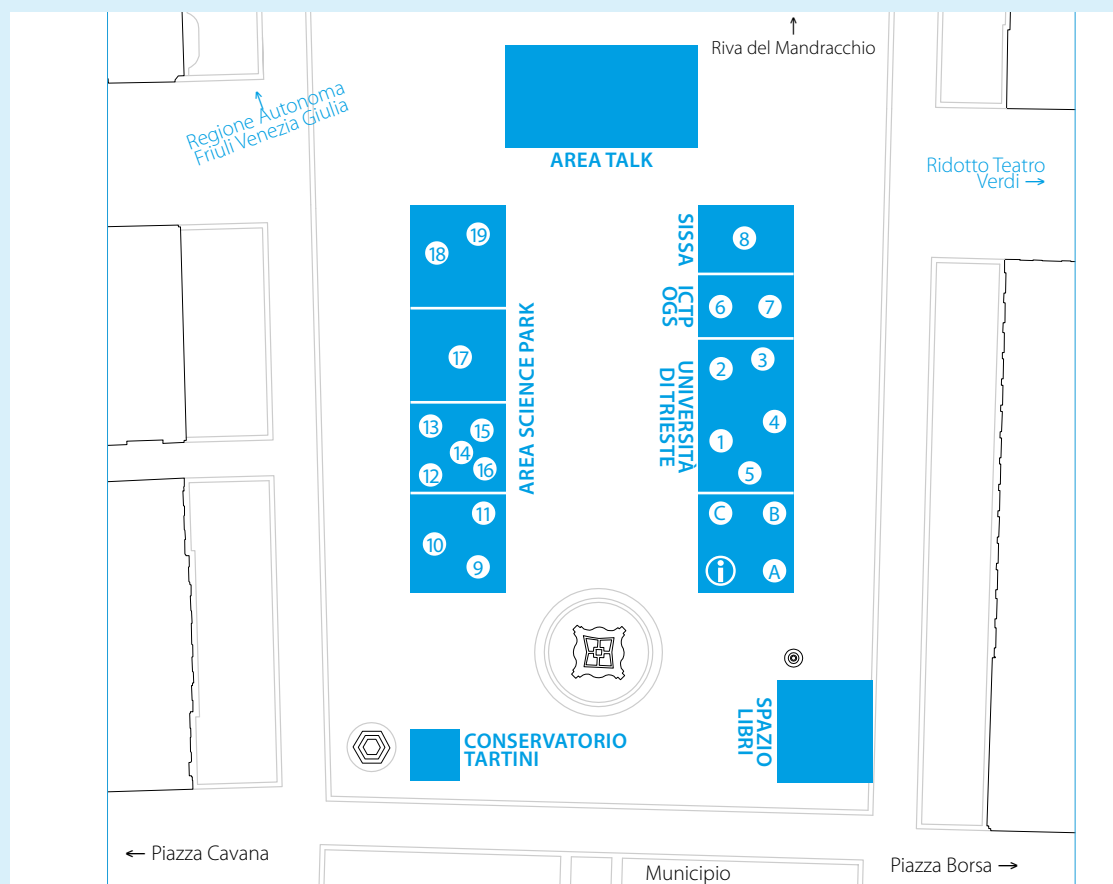 Riva del Mandracchio
Regione Autonoma
Friuli Venezia Giulia
AREA TALK
Ridotto Teatro
Verdi →
18
19
17
13
15
14
12
16
11
10
9
AREA SCIENCE PARK
SISSA
8
ICTP
OGS
6
7
UNIVERSITÀ
DI TRIESTE
2
3
4
1
5
C
B
i
A
CONSERVATORIO
TARTINI
SPAZIO
LIBRI
← Piazza Cavana
Municipio
Piazza Borsa →